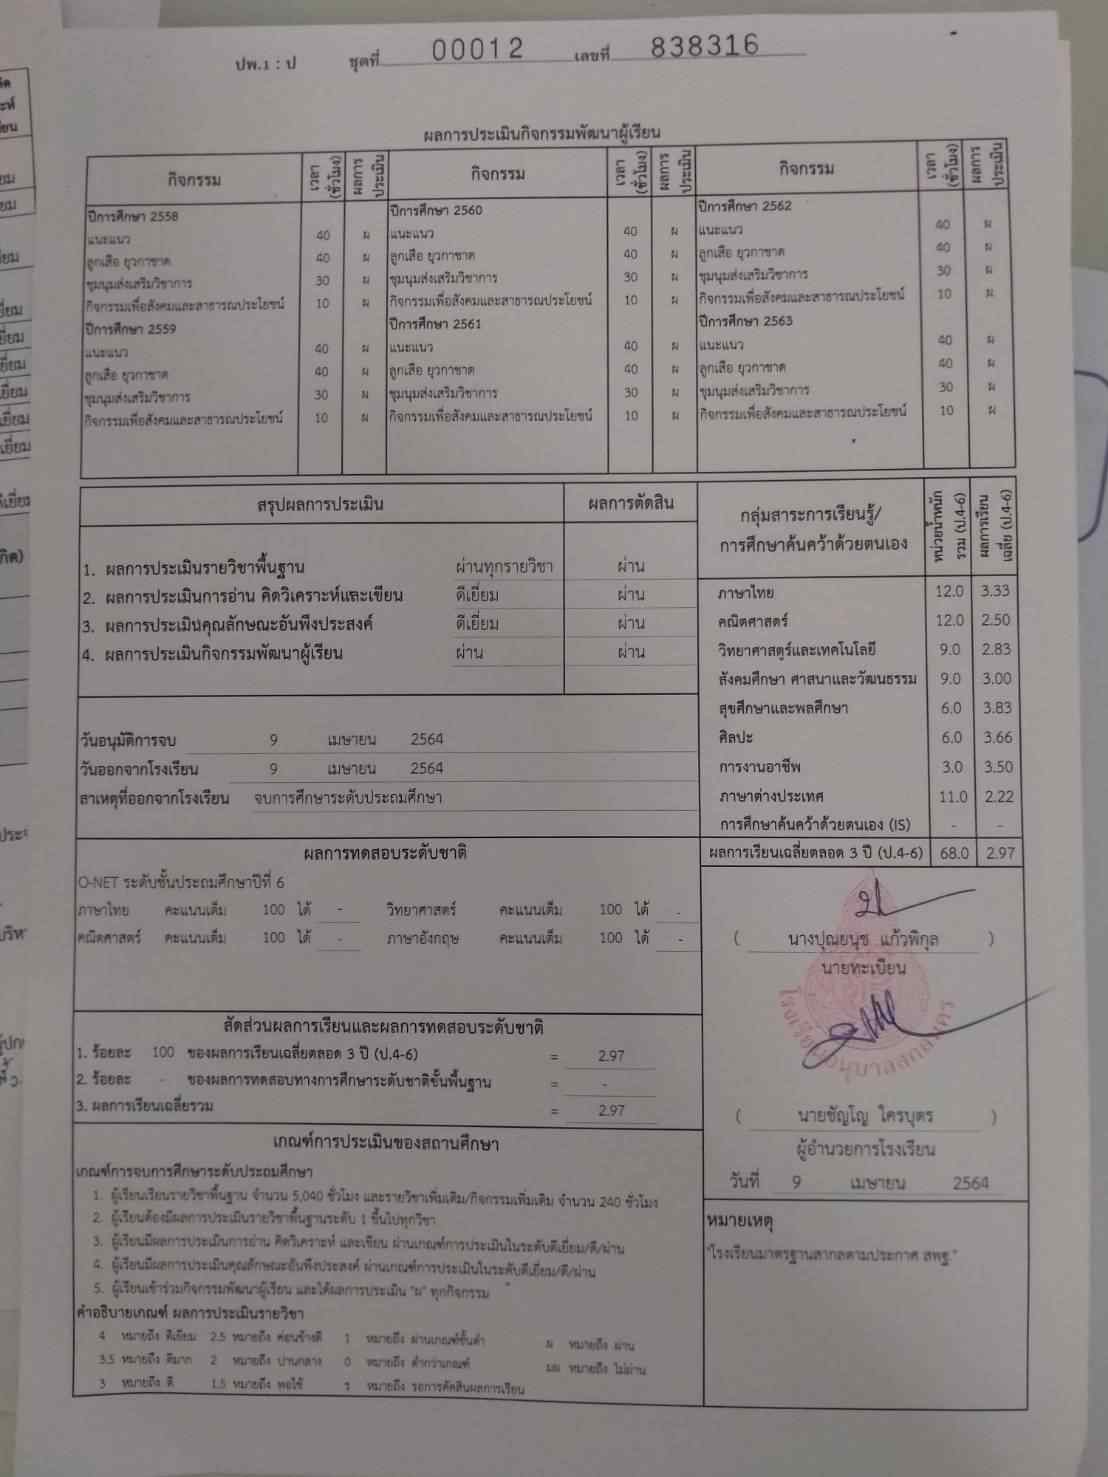 ปพ.1 : ป ชุดที่ 00012 เลขที่ 838316
ผลการประเมินกิจกรรมพัฒนาผู้เรียน
กิจกรรม เวลา (ชั่วโมง) ผลการประเมิน กิจกรรม เวลา (ชั่วโมง) ผลการประเมิน กิจกรรม เวลา (ชั่วโมง) ผลการประเมิน
ปีการศึกษา 2558 ปีการศึกษา 2560 ปีการศึกษา 2562
แนะแนว 40 ผ แนะแนว 40 ผ แนะแนว 40 ผ
ลูกเสือ ยุวกาชาด 40 ผ ลูกเสือ ยุวกาชาด 40 ผ ลูกเสือ ยุวกาชาด 40 ผ
ชุมนุมส่งเสริมวิชาการ 30 ผ ชุมนุมส่งเสริมวิชาการ 30 ผ ชุมนุมส่งเสริมวิชาการ 30 ผ
กิจกรรมเพื่อสังคมและสาธารณประโยชน์ 10 ผ กิจกรรมเพื่อสังคมและสาธารณประโยชน์ 10 ผ กิจกรรมเพื่อสังคมและสาธารณประโยชน์ 10 ผ
ปีการศึกษา 2559 ปีการศึกษา 2561 ปีการศึกษา 2563
แนะแนว 40 ผ แนะแนว 40 ผ แนะแนว 40 ผ
ลูกเสือ ยุวกาชาด 40 ผ ลูกเสือ ยุวกาชาด 40 ผ ลูกเสือ ยุวกาชาด 40 ผ
ชุมนุมส่งเสริมวิชาการ 30 ผ ชุมนุมส่งเสริมวิชาการ 30 ผ ชุมนุมส่งเสริมวิชาการ 30 ผ
กิจกรรมเพื่อสังคมและสาธารณประโยชน์ 10 ผ กิจกรรมเพื่อสังคมและสาธารณประโยชน์ 10 ผ กิจกรรมเพื่อสังคมและสาธารณประโยชน์ 10 ผ
สรุปผลการประเมิน ผลการตัดสิน
1. ผลการประเมินรายวิชาพื้นฐาน ผ่านทุกรายวิชา ผ่าน
2. ผลการประเมินการอ่าน คิดวิเคราะห์และเขียน ดีเยี่ยม ผ่าน
3. ผลการประเมินคุณลักษณะอันพึงประสงค์ ดีเยี่ยม ผ่าน
4. ผลการประเมินกิจกรรมพัฒนาผู้เรียน ผ่าน ผ่าน
วันอนุมัติการจบ 9 เมษายน 2564
วันออกจากโรงเรียน 9 เมษายน 2564
สาเหตุที่ออกจากโรงเรียน จบการศึกษาระดับประถมศึกษา
กลุ่มสาระการเรียนรู้/ การศึกษาค้นคว้าด้วยตนเอง หน่วยน้ำหนักรวม (ป.4-6) ผลการเรียนเฉลี่ย (ป.4-6)
ภาษาไทย 12.0 3.33
คณิตศาสตร์ 12.0 2.50
วิทยาศาสตร์และเทคโนโลยี 9.0 2.83
สังคมศึกษา ศาสนาและวัฒนธรรม 9.0 3.00
สุขศึกษาและพลศึกษา 6.0 3.83
ศิลปะ 6.0 3.66
การงานอาชีพ 3.0 3.50
ภาษาต่างประเทศ 11.0 2.22
การศึกษาค้นคว้าด้วยตนเอง (IS) - -
ผลการเรียนเฉลี่ยตลอด 3 ปี (ป.4-6) 68.0 2.97
ผลการทดสอบระดับชาติ
O-NET ระดับชั้นประถมศึกษาปีที่ 6
ภาษาไทย คะแนนเต็ม 100 ได้ - วิทยาศาสตร์ คะแนนเต็ม 100 ได้ -
คณิตศาสตร์ คะแนนเต็ม 100 ได้ - ภาษาอังกฤษ คะแนนเต็ม 100 ได้ -
สัดส่วนผลการเรียนและผลการทดสอบระดับชาติ
1. ร้อยละ 100 ของผลการเรียนเฉลี่ยตลอด 3 ปี (ป.4-6) = 2.97
2. ร้อยละ - ของผลการทดสอบทางการศึกษาระดับชาติขั้นพื้นฐาน = -
3. ผลการเรียนเฉลี่ยรวม = 2.97
( นางปุณยนุช แก้วพิกุล )
นายทะเบียน
( นายชัญโญ ใครบุตร )
ผู้อำนวยการโรงเรียน
วันที่ 9 เมษายน 2564
เกณฑ์การประเมินของสถานศึกษา
เกณฑ์การจบการศึกษาระดับประถมศึกษา
1. ผู้เรียนเรียนรายวิชาพื้นฐาน จำนวน 5,040 ชั่วโมง และรายวิชาเพิ่มเติม/กิจกรรมเพิ่มเติม จำนวน 240 ชั่วโมง
2. ผู้เรียนต้องมีผลการประเมินรายวิชาพื้นฐานระดับ 1 ขึ้นไปทุกวิชา
3. ผู้เรียนมีผลการประเมินการอ่าน คิดวิเคราะห์ และเขียน ผ่านเกณฑ์การประเมินในระดับดีเยี่ยม/ดี/ผ่าน
4. ผู้เรียนมีผลการประเมินคุณลักษณะอันพึงประสงค์ ผ่านเกณฑ์การประเมินในระดับดีเยี่ยม/ดี/ผ่าน
5. ผู้เรียนเข้าร่วมกิจกรรมพัฒนาผู้เรียน และได้ผลการประเมิน "ผ" ทุกกิจกรรม
คำอธิบายเกณฑ์ ผลการประเมินรายวิชา
4 หมายถึง ดีเยี่ยม 2.5 หมายถึง ค่อนข้างดี 1 หมายถึง ผ่านเกณฑ์ขั้นต่ำ ผ หมายถึง ผ่าน
3.5 หมายถึง ดีมาก 2 หมายถึง ปานกลาง 0 หมายถึง ต่ำกว่าเกณฑ์ มผ หมายถึง ไม่ผ่าน
3 หมายถึง ดี 1.5 หมายถึง พอใช้ ร หมายถึง รอการตัดสินผลการเรียน
หมายเหตุ
"โรงเรียนมาตรฐานสากลตามประกาศ สพฐ."